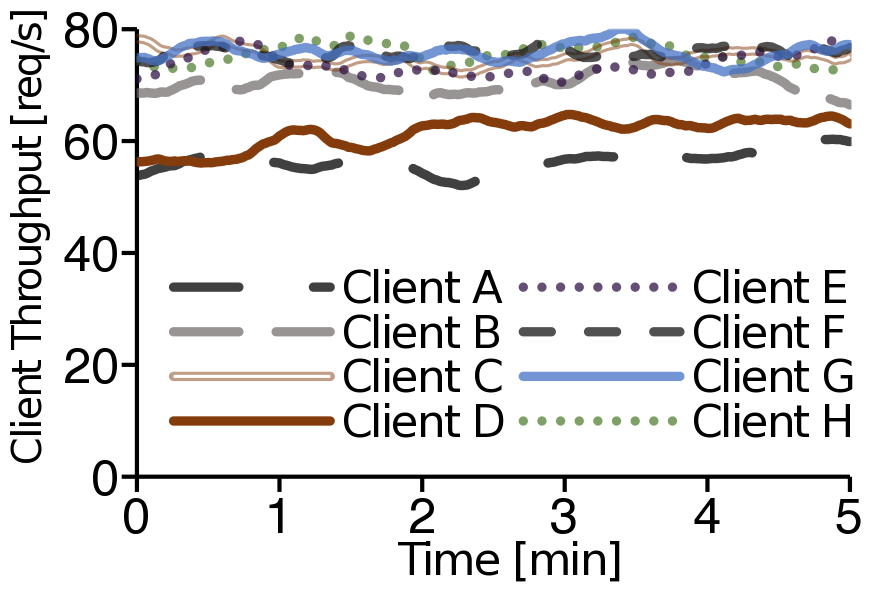 Client Throughput [req/s]
80
60
40
20
0
Client A
Client B
Client C
Client D
Client E
Client F
Client G
Client H
0 1 2 3 4 5
Time [min]